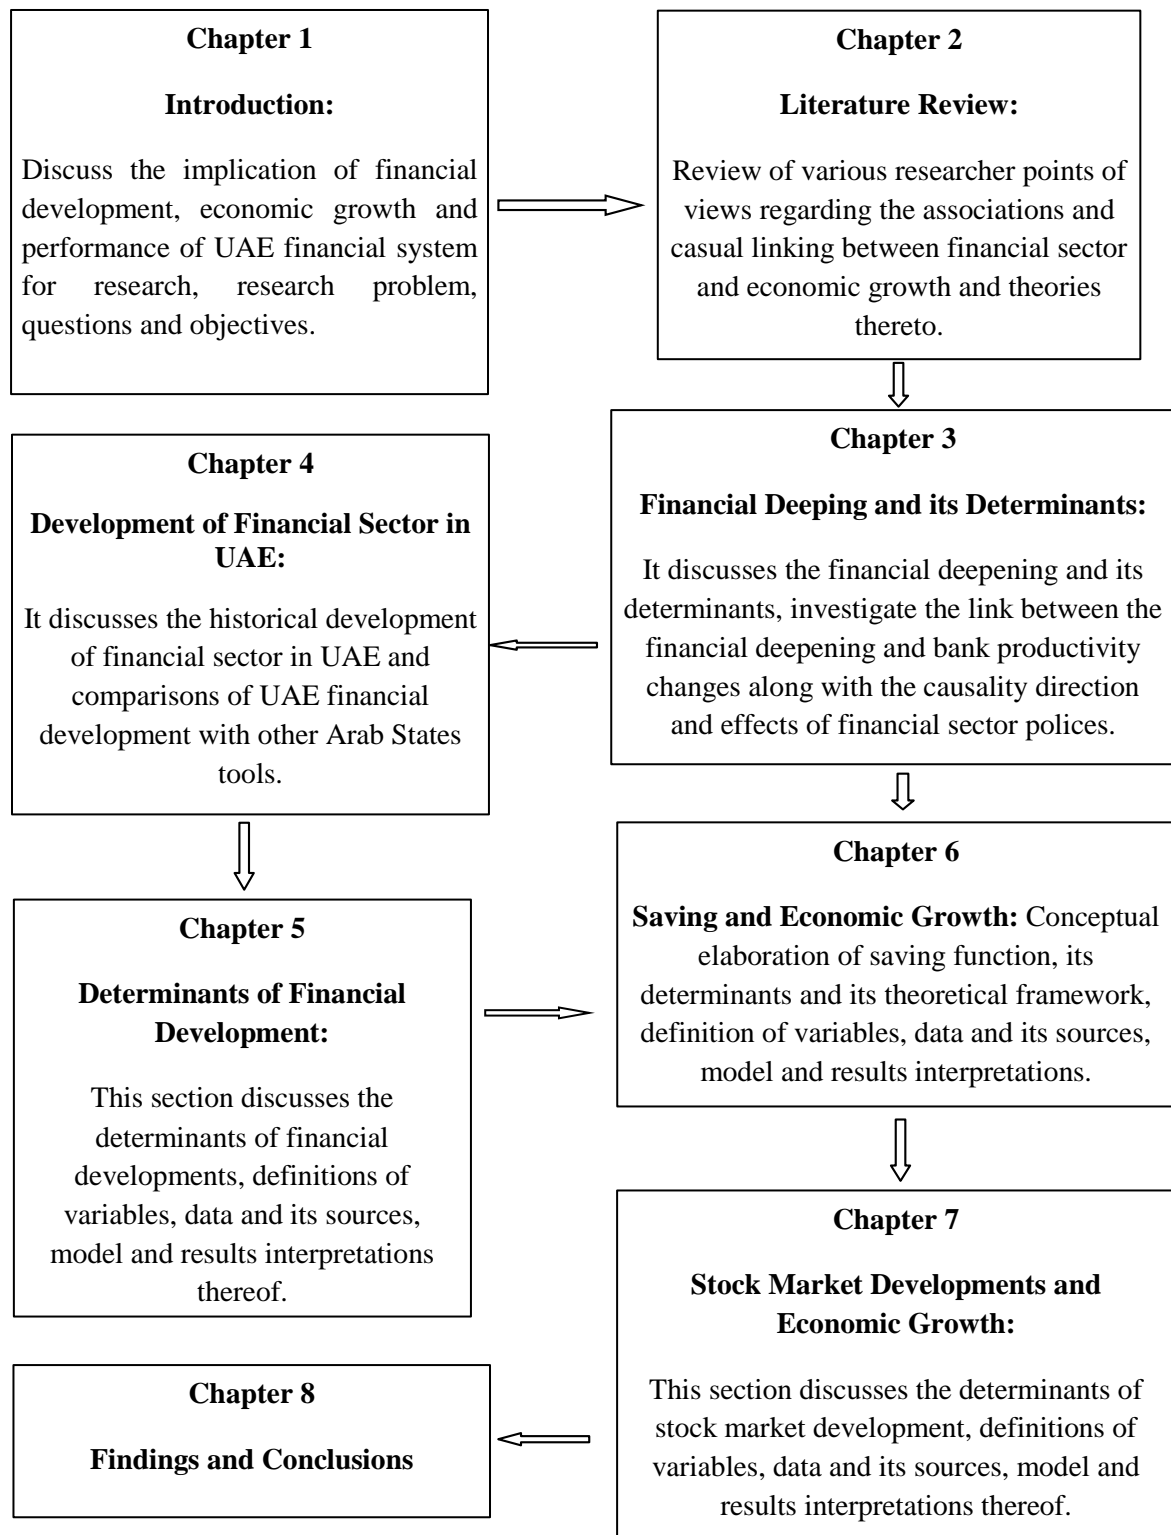 Chapter 1
Introduction:
Discuss the implication of financial
development, economic growth and
performance of UAE financial system
for research, research problem,
questions and objectives.
Chapter 2
Literature Review:
Review of various researcher points of
views regarding the associations and
casual linking between financial sector
and economic growth and theories
thereto.
Chapter 3
Financial Deeping and its Determinants:
It discusses the financial deepening and its
determinants, investigate the link between the
financial deepening and bank productivity
changes along with the causality direction
and effects of financial sector polices.
Chapter 4
Development of Financial Sector in
UAE:
It discusses the historical development
of financial sector in UAE and
comparisons of UAE financial
development with other Arab States
tools.
Chapter 5
Determinants of Financial
Development:
This section discusses the
determinants of financial
developments, definitions of
variables, data and its sources,
model and results interpretations
thereof.
Chapter 6
Saving and Economic Growth: Conceptual
elaboration of saving function, its
determinants and its theoretical framework,
definition of variables, data and its sources,
model and results interpretations.
Chapter 7
Stock Market Developments and
Economic Growth:
This section discusses the determinants of
stock market development, definitions of
variables, data and its sources, model and
results interpretations thereof.
Chapter 8
Findings and Conclusions